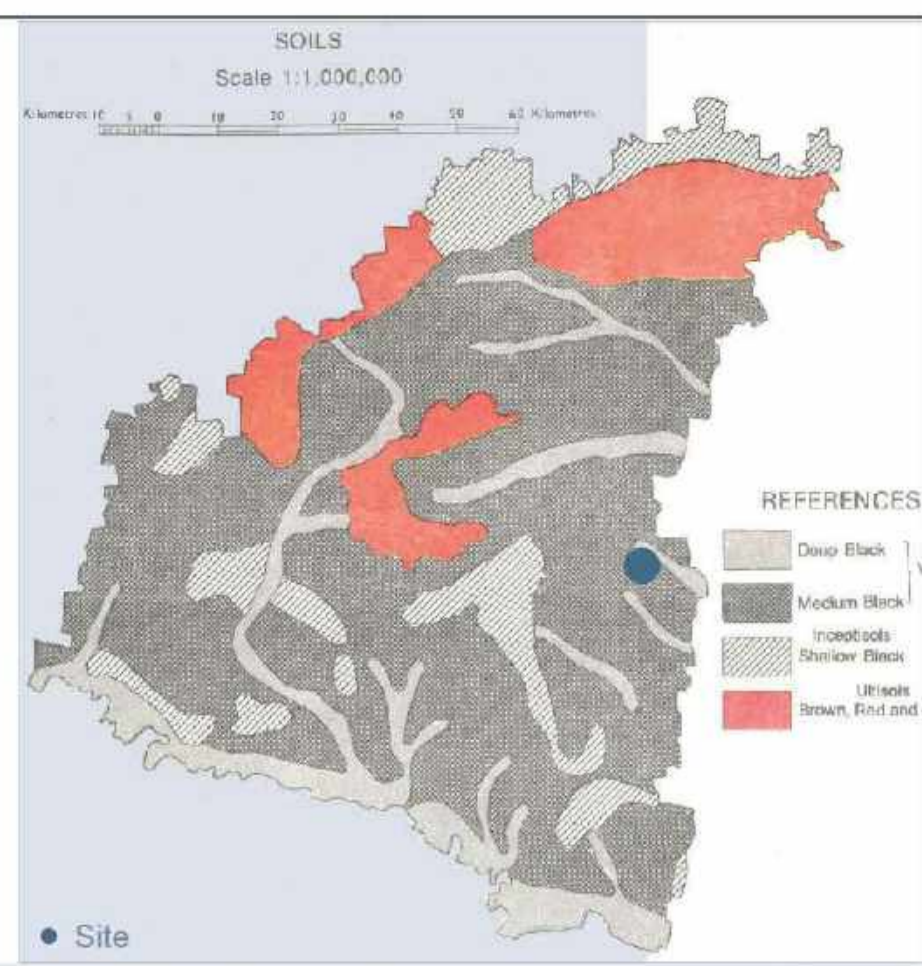 SOILS
Scale 1:1,000,000
Kilometres 10 5 0 10 20 30 40 50 60 Kilometres
REFERENCES
Deep Black
Medium Black
Inceptisols
Shallow Black
Ultisols
Brown, Red and
Site